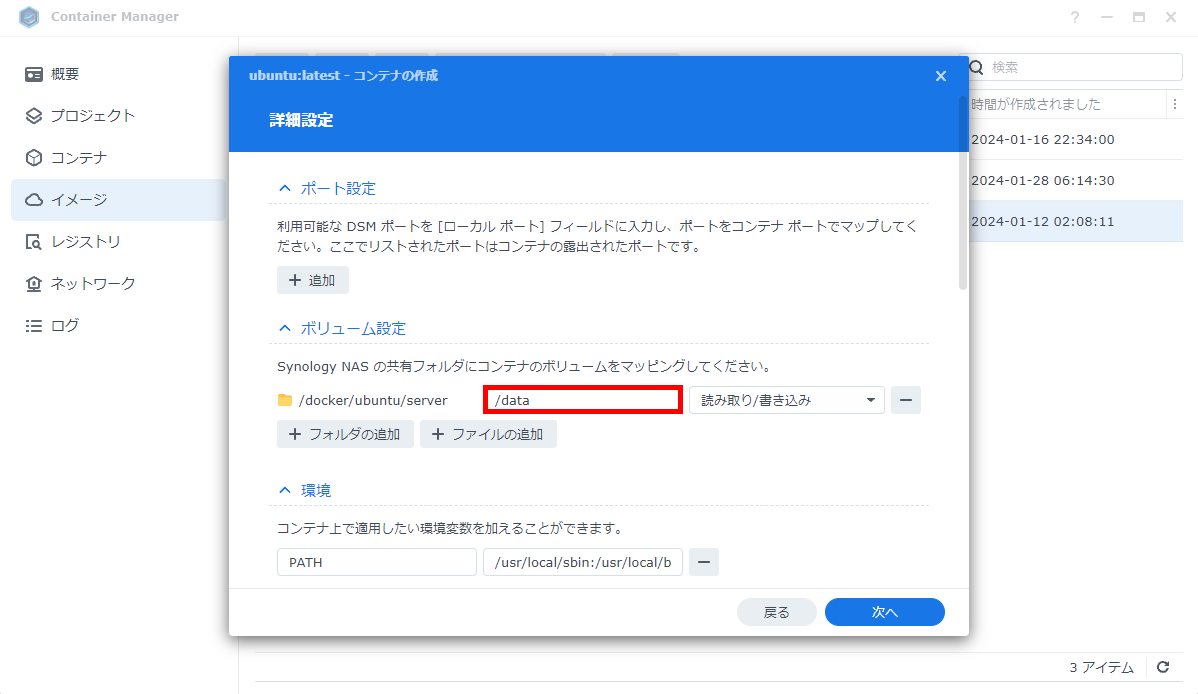 Container Manager
?
概要
プロジェクト
コンテナ
イメージ
レジストリ
ネットワーク
ログ
検索
時間が作成されました
2024-01-16 22:34:00
2024-01-28 06:14:30
2024-01-12 02:08:11
3 アイテム
ubuntu:latest - コンテナの作成
詳細設定
ポート設定
利用可能な DSM ポートを [ローカル ポート] フィールドに入力し、ポートをコンテナ ポートでマップしてく
ださい。ここでリストされたポートはコンテナの露出されたポートです。
追加
ボリューム設定
Synology NAS の共有フォルダにコンテナのボリュームをマッピングしてください。
/docker/ubuntu/server /data 読み取り/書き込み
フォルダの追加 ファイルの追加
環境
コンテナ上で適用したい環境変数を加えることができます。
PATH /usr/local/sbin:/usr/local/b
戻る 次へ